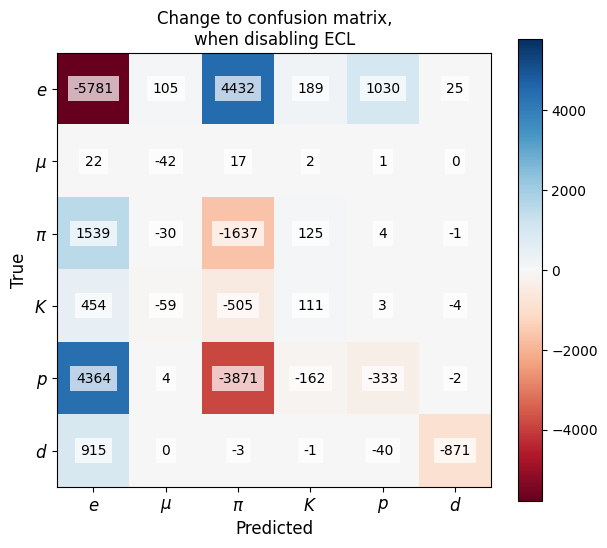 Change to confusion matrix,
when disabling ECL
True
e -5781 105 4432 189 1030 25
μ 22 -42 17 2 1 0
π 1539 -30 -1637 125 4 -1
K 454 -59 -505 111 3 -4
p 4364 4 -3871 -162 -333 -2
d 915 0 -3 -1 -40 -871
e μ π K p d
Predicted
4000
2000
0
−2000
−4000